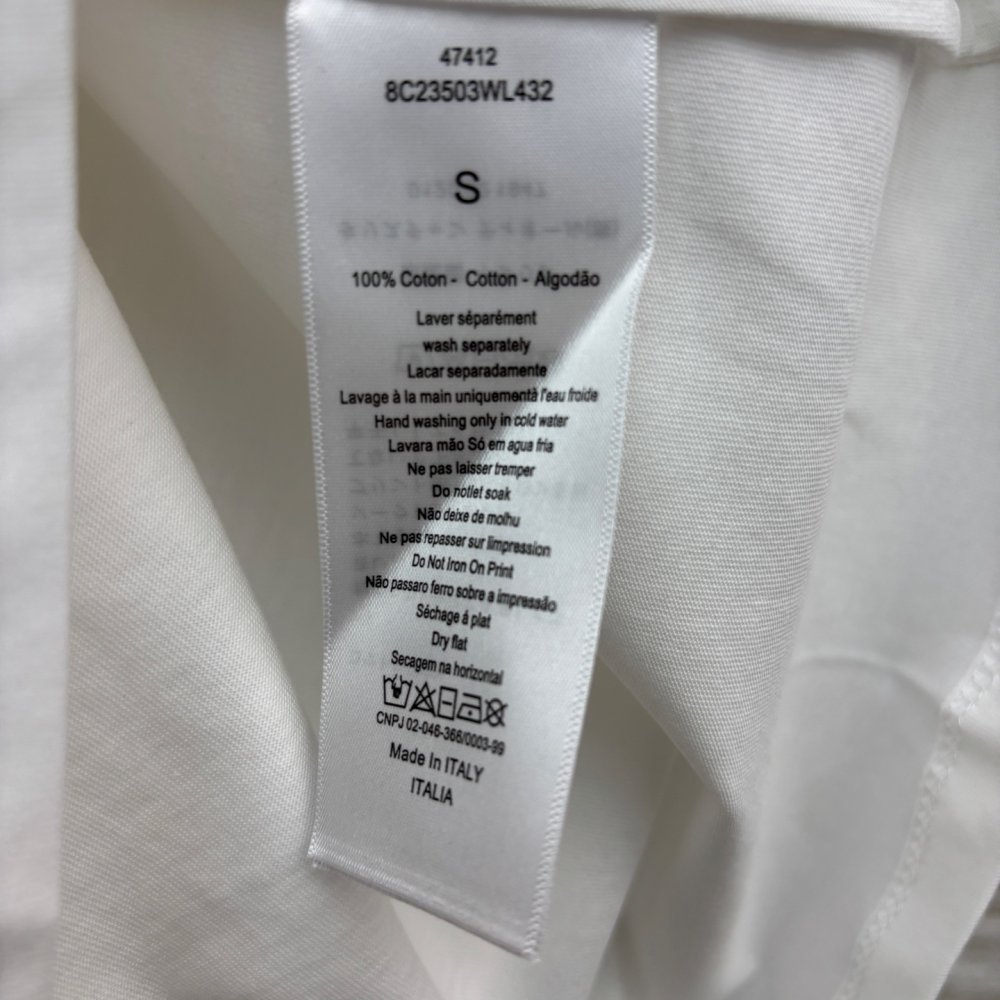 47412
8C23503WL432
S
100% Coton - Cotton - Algodão
Laver séparément
wash separately
Lacar separadamente
Lavage à la main uniquementà l'eau froide
Hand washing only in cold water
Lavara mão Só em agua fria
Ne pas laisser tremper
Do notlet soak
Não deixe de molhu
Ne pas repasser sur limpression
Do Not Iron On Print
Não passaro ferro sobre a impressão
Séchage á plat
Dry flat
Secagem na horizontal
CNPJ 02-046-366/0003-99
Made In ITALY
ITALIA